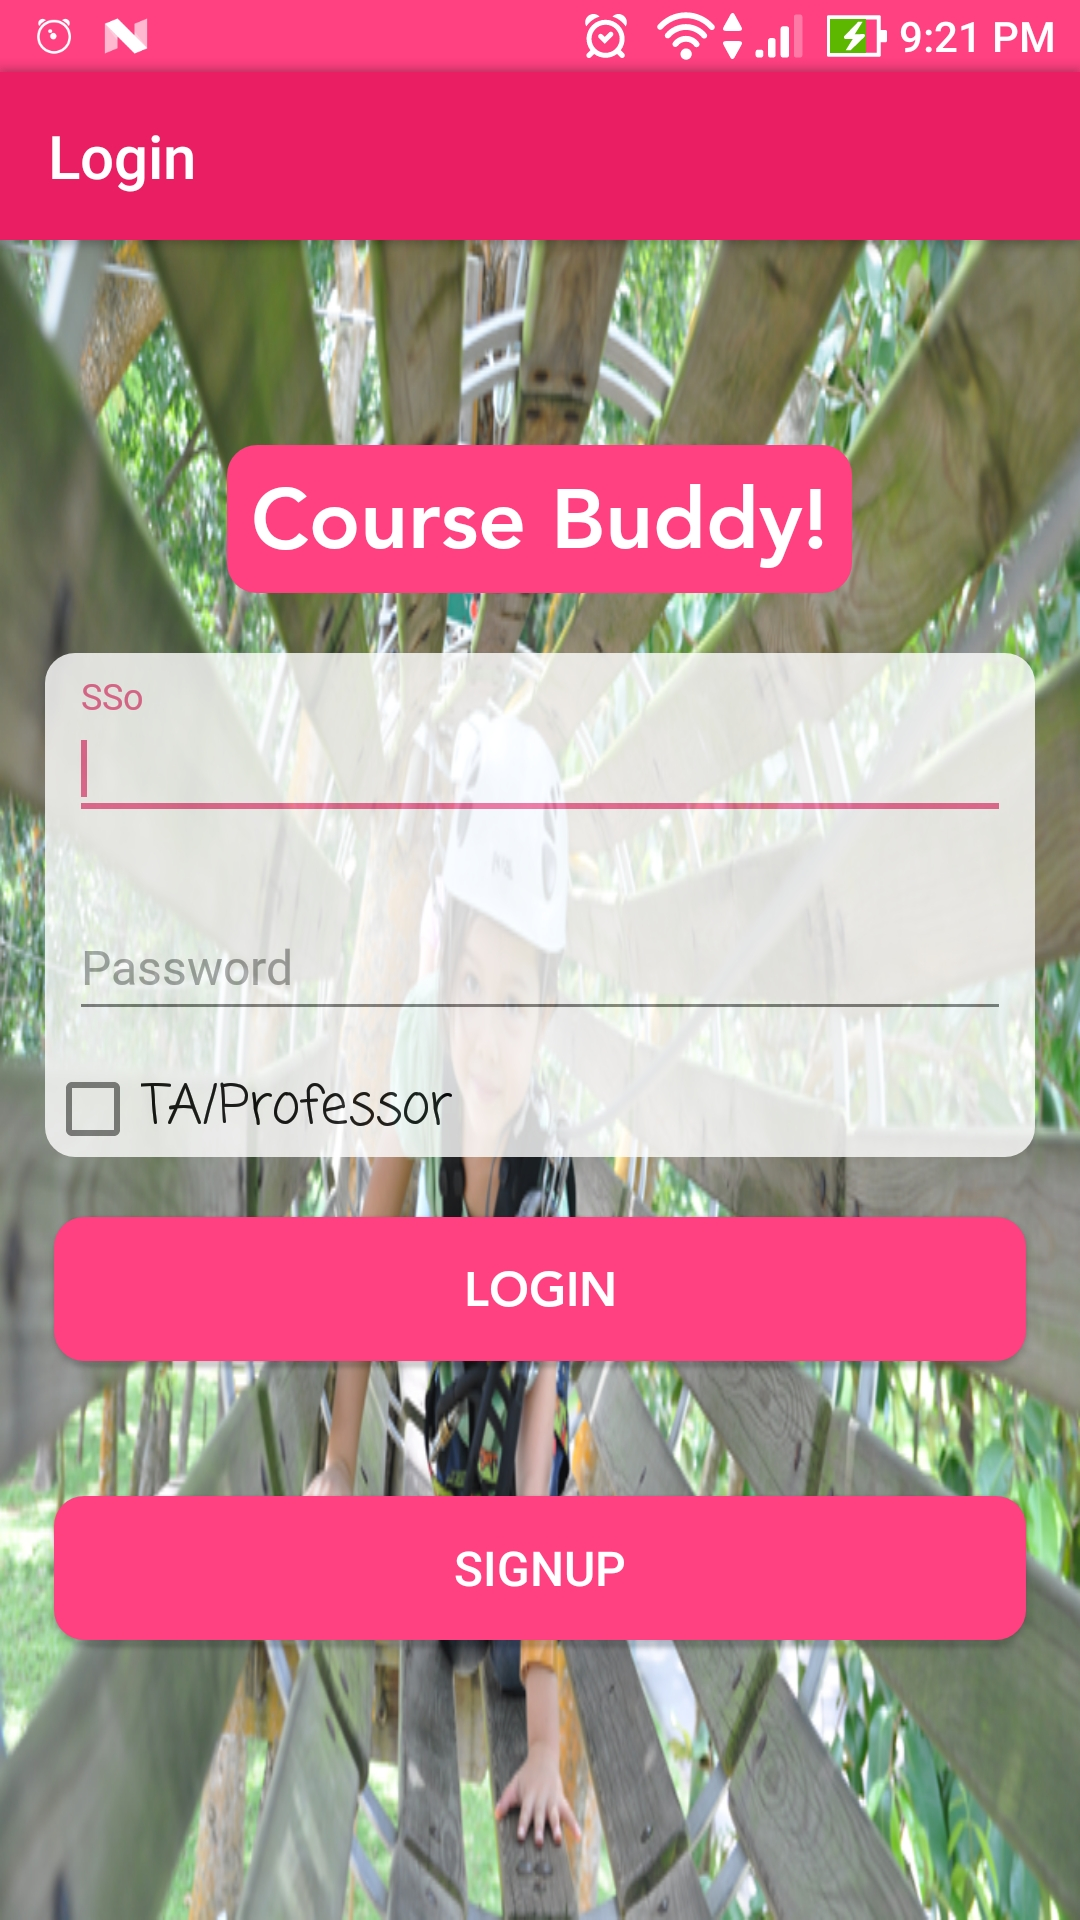 9:21 PM
Login
Course Buddy!
SSo
Password
TA/Professor
LOGIN
SIGNUP